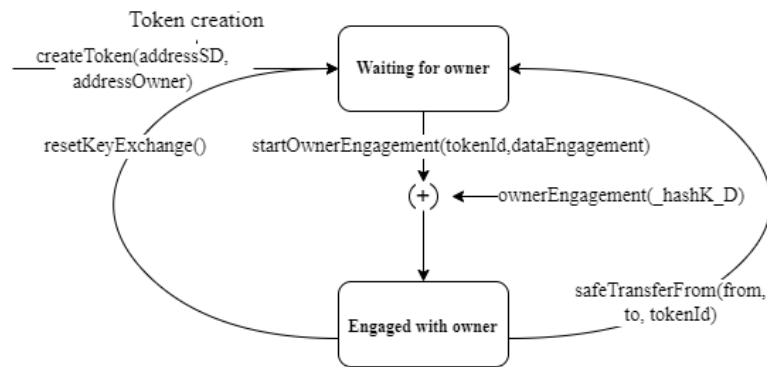 Token creation
createToken(addressSD,
addressOwner)
Waiting for owner
resetKeyExchange()
startOwnerEngagement(tokenId,dataEngagement)
(+)
ownerEngagement(_hashK_D)
safeTransferFrom(from,
to, tokenId)
Engaged with owner